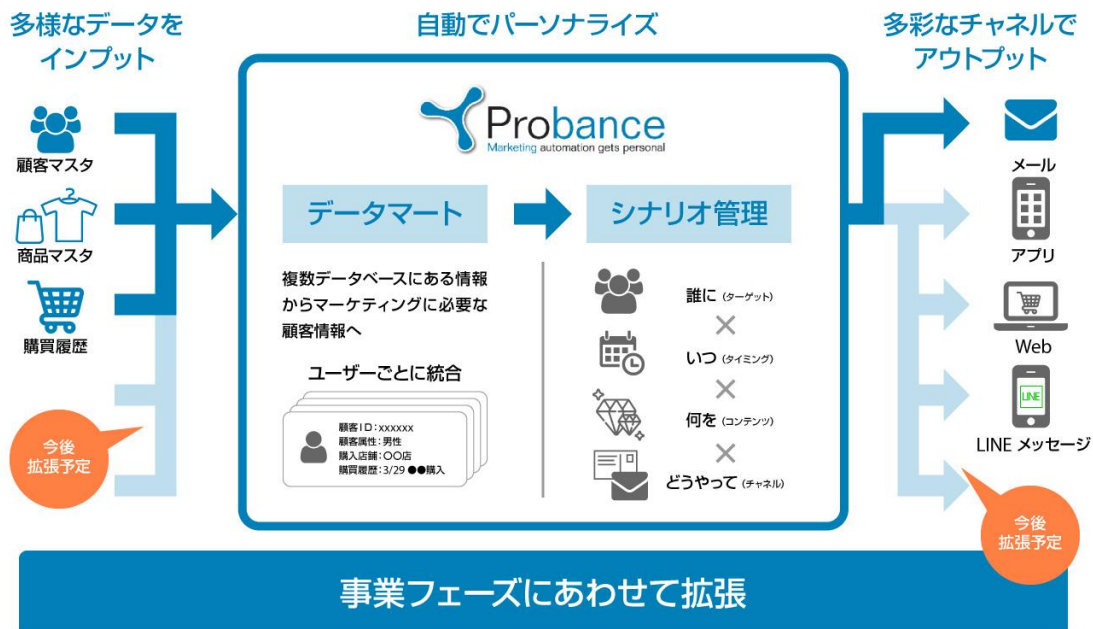 多様なデータを
インプット
自動でパーソナライズ
多彩なチャネルで
アウトプット
顧客マスタ
商品マスタ
購買履歴
今後
拡張予定
Probance
Marketing automation gets personal
データマート
シナリオ管理
複数データベースにある情報
からマーケティングに必要な
顧客情報へ
ユーザーごとに統合
顧客ID:xxxxxx
顧客属性:男性
購入店舗:〇〇店
購買履歴:3/29 ●●購入
誰に(ターゲット)
×
いつ(タイミング)
×
何を(コンテンツ)
×
どうやって(チャネル)
メール
アプリ
Web
LINE
LINE メッセージ
今後
拡張予定
事業フェーズにあわせて拡張